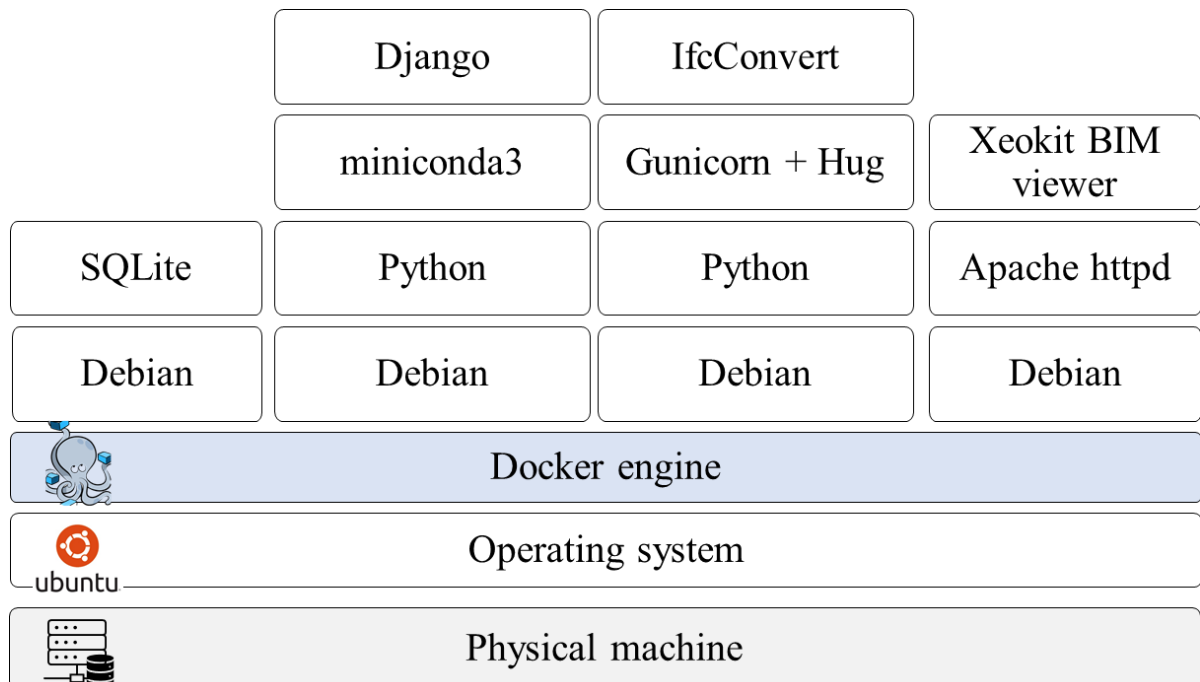 Django
IfcConvert
miniconda3
Gunicorn + Hug
Xeokit BIM
viewer
SQLite
Python
Python
Apache httpd
Debian
Debian
Debian
Debian
Docker engine
Operating system
ubuntu
Physical machine